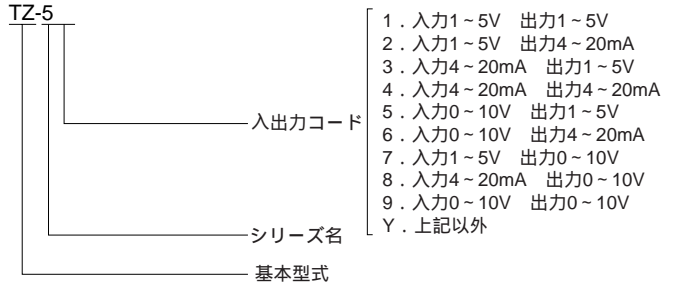 TZ-5
1．入力1~5V 出力1~5V
2．入力1~5V 出力4~20mA
3．入力4~20mA 出力1~5V
4．入力4~20mA 出力4~20mA
5．入力0~10V 出力1~5V
6．入力0~10V 出力4~20mA
7．入力1~5V 出力0~10V
8．入力4~20mA 出力0~10V
9．入力0~10V 出力0~10V
Y．上記以外
入出力コード
シリーズ名
基本型式